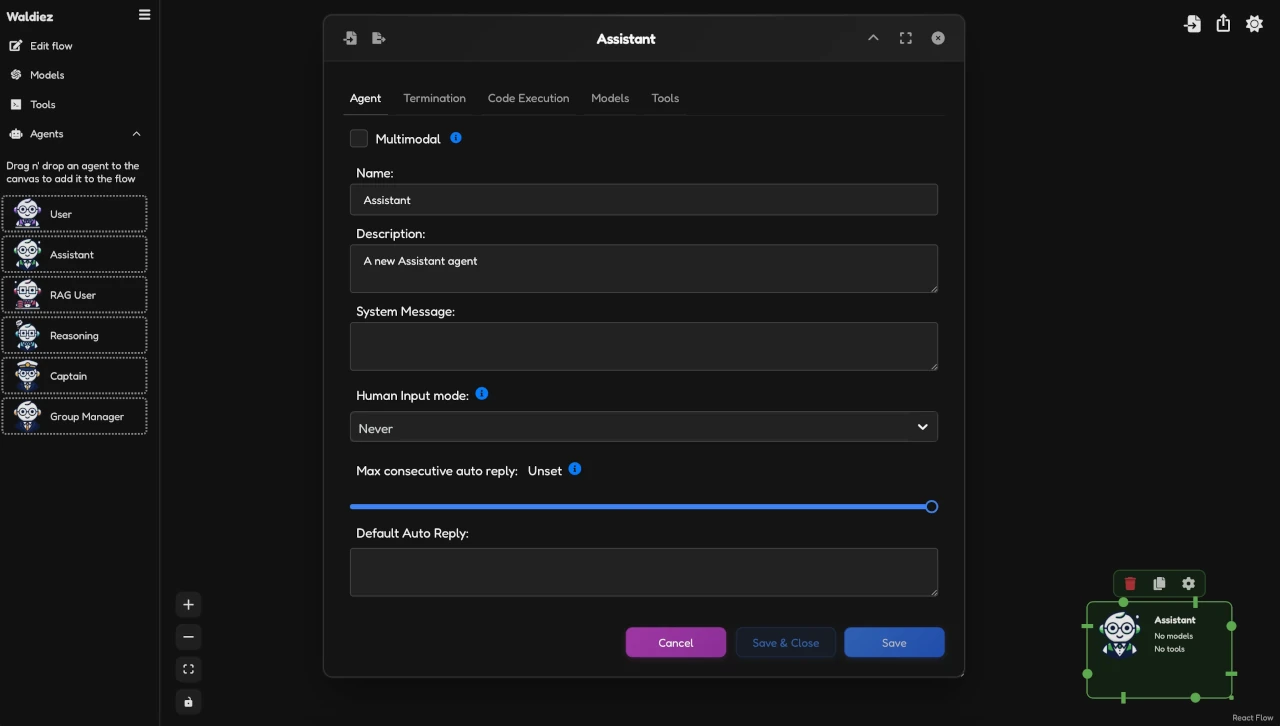 Waldiez
Edit flow
Models
Tools
Agents
Drag n' drop an agent to the
canvas to add it to the flow
User
Assistant
RAG User
Reasoning
Captain
Group Manager
Assistant
Agent Termination Code Execution Models Tools
Multimodal
Name:
Assistant
Description:
A new Assistant agent
System Message:
Human Input mode:
Never
Max consecutive auto reply: Unset
Default Auto Reply:
Cancel Save & Close Save
Assistant
No models
No tools
React Flow